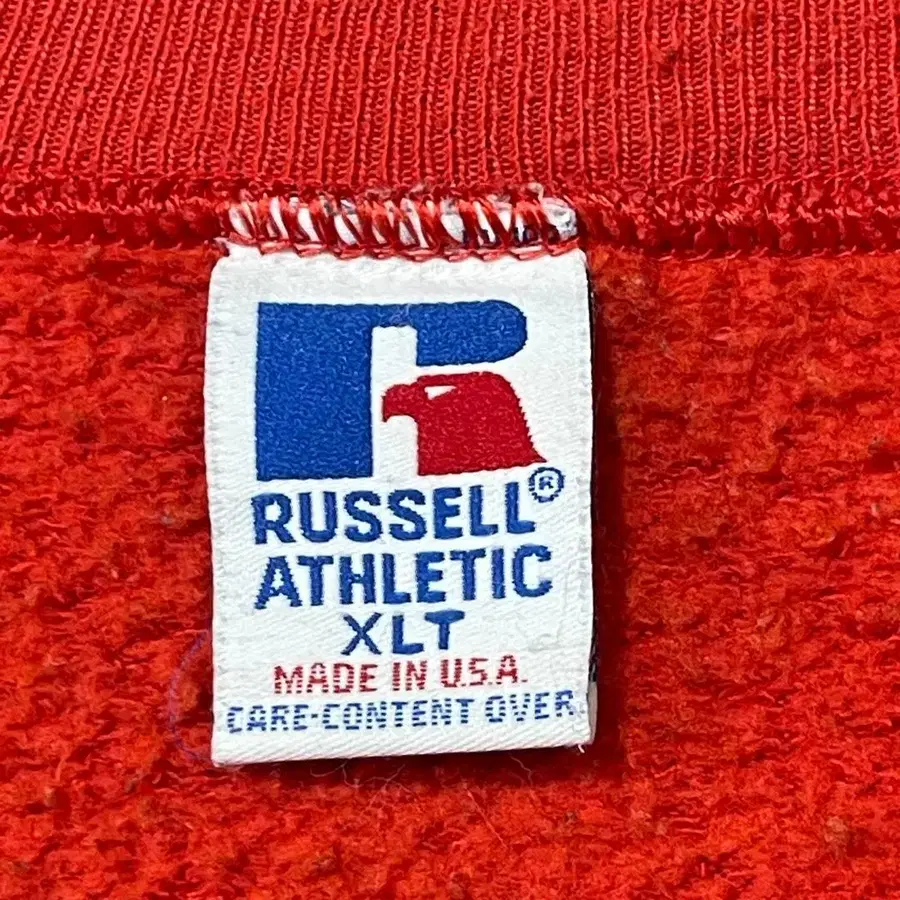 RUSSELL®
ATHLETIC
XLT
MADE IN U.S.A.
CARE-CONTENT OVER